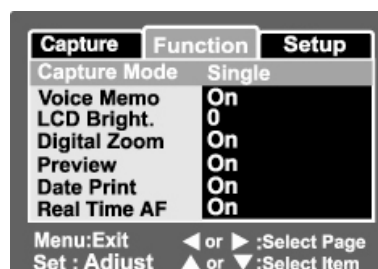 Capture Function Setup
Capture Mode Single
Voice Memo On
LCD Bright. 0
Digital Zoom On
Preview On
Date Print On
Real Time AF On
Menu:Exit ◀ or ▶ :Select Page
Set : Adjust ▲ or ▼ :Select Item